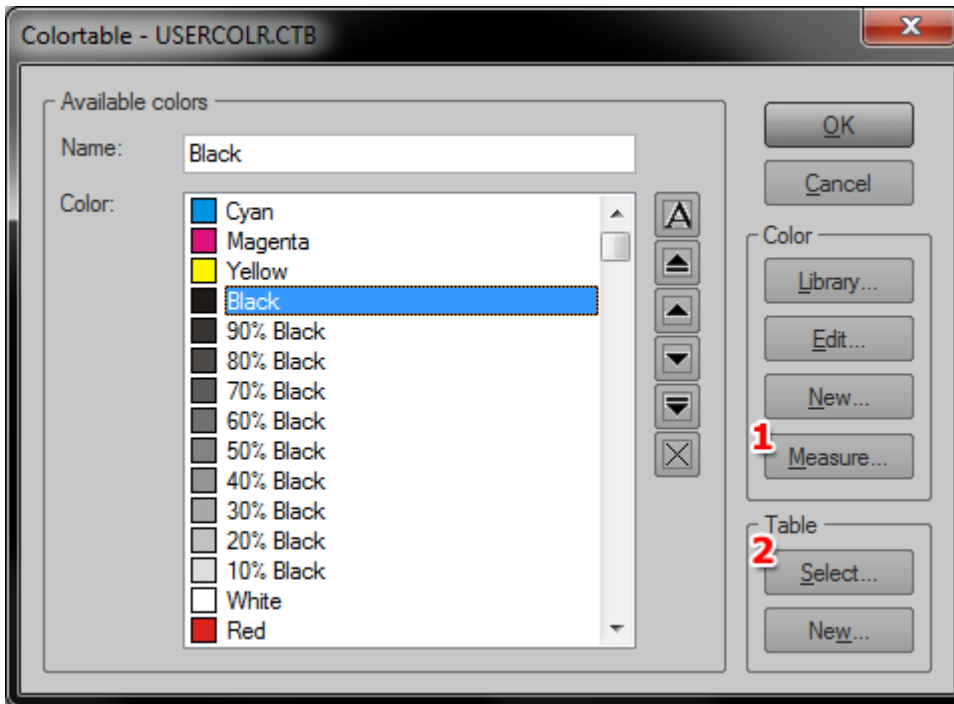 Colortable - USERCOLR.CTB
Available colors
Name:
Black
Color:
Cyan
Magenta
Yellow
Black
90% Black
80% Black
70% Black
60% Black
50% Black
40% Black
30% Black
20% Black
10% Black
White
Red
A
OK
Cancel
Color
Library...
Edit...
New...
1
Measure...
Table
2
Select...
New...